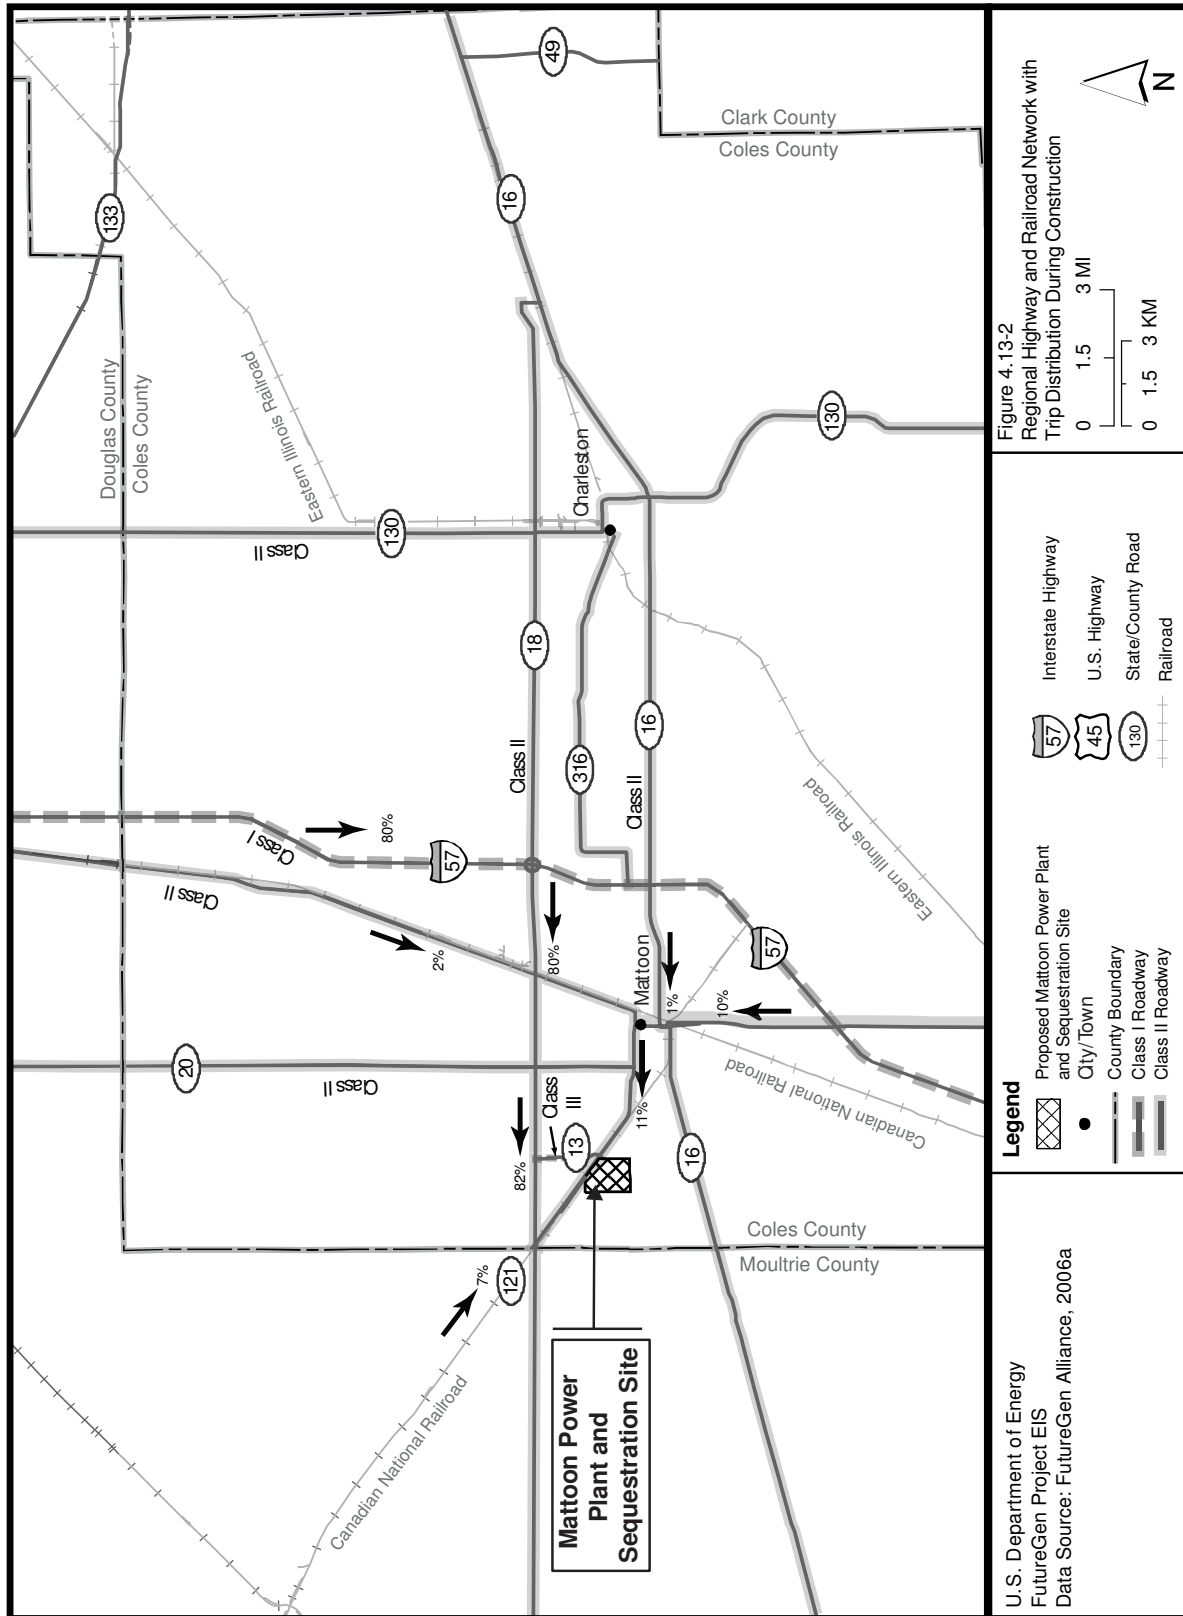 Douglas County
Coles County
133
Eastern Illinois Railroad
49
16
Clark County
Coles County
130
Class II
Charleston
130
18
Class II
316
16
Class II
Class I
80%
57
Class II
2%
80%
Mattoon
1%
10%
57
Eastern Illinois Railroad
20
Class II
Class
III
13
82%
11%
16
Canadian National Railroad
Coles County
Moultrie County
7%
121
Canadian National Railroad
Mattoon Power
Plant and
Sequestration Site
U.S. Department of Energy
FutureGen Project EIS
Data Source: FutureGen Alliance, 2006a
Legend
Proposed Mattoon Power Plant
and Sequestration Site
City/Town
County Boundary
Class I Roadway
Class II Roadway
57
Interstate Highway
45
U.S. Highway
130
State/County Road
Railroad
Figure 4.13-2
Regional Highway and Railroad Network with
Trip Distribution During Construction
0 1.5 3 MI
0 1.5 3 KM
N